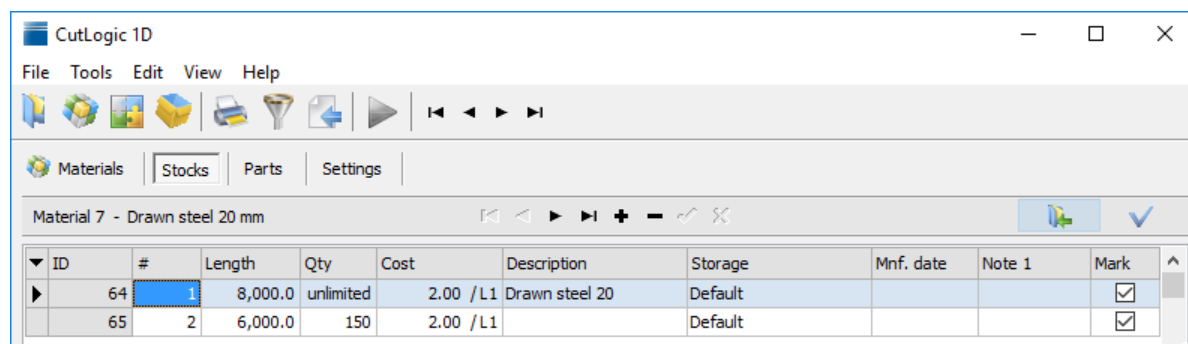 CutLogic 1D
File Tools Edit View Help
Materials Stocks Parts Settings
Material 7 - Drawn steel 20 mm
ID # Length Qty Cost Description Storage Mnf. date Note 1 Mark
64 1 8,000.0 unlimited 2.00 /L1 Drawn steel 20 Default
65 2 6,000.0 150 2.00 /L1 Default